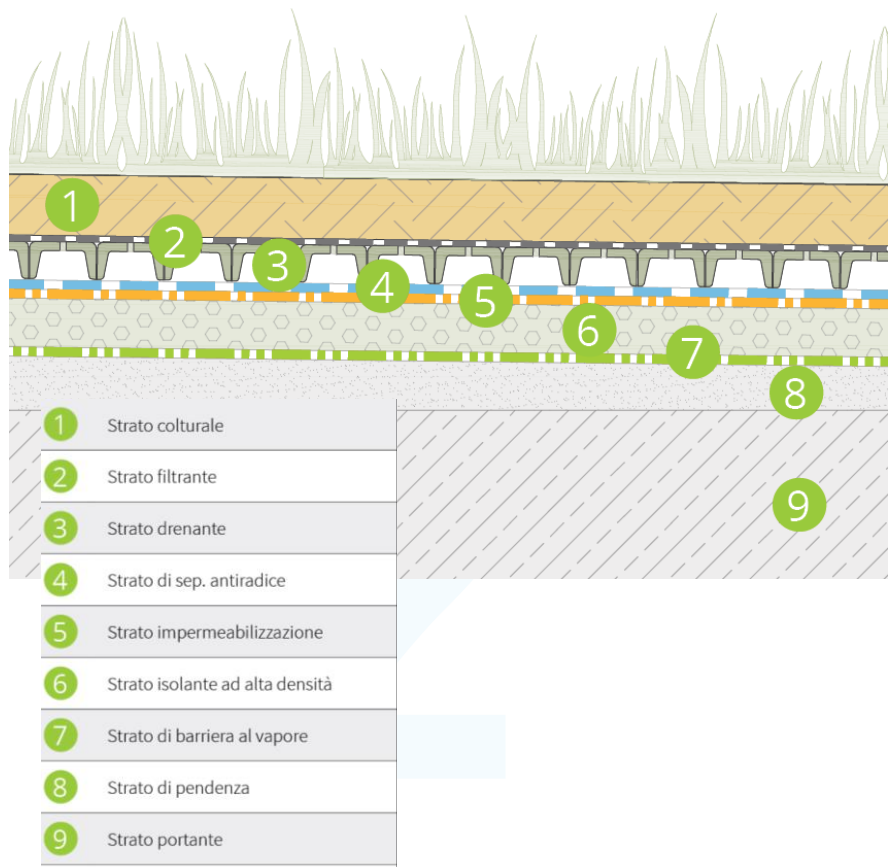 1
2
3
4
5
6
7
8
9
1 Strato colturale
2 Strato filtrante
3 Strato drenante
4 Strato di sep. antiradice
5 Strato impermeabilizzazione
6 Strato isolante ad alta densità
7 Strato di barriera al vapore
8 Strato di pendenza
9 Strato portante